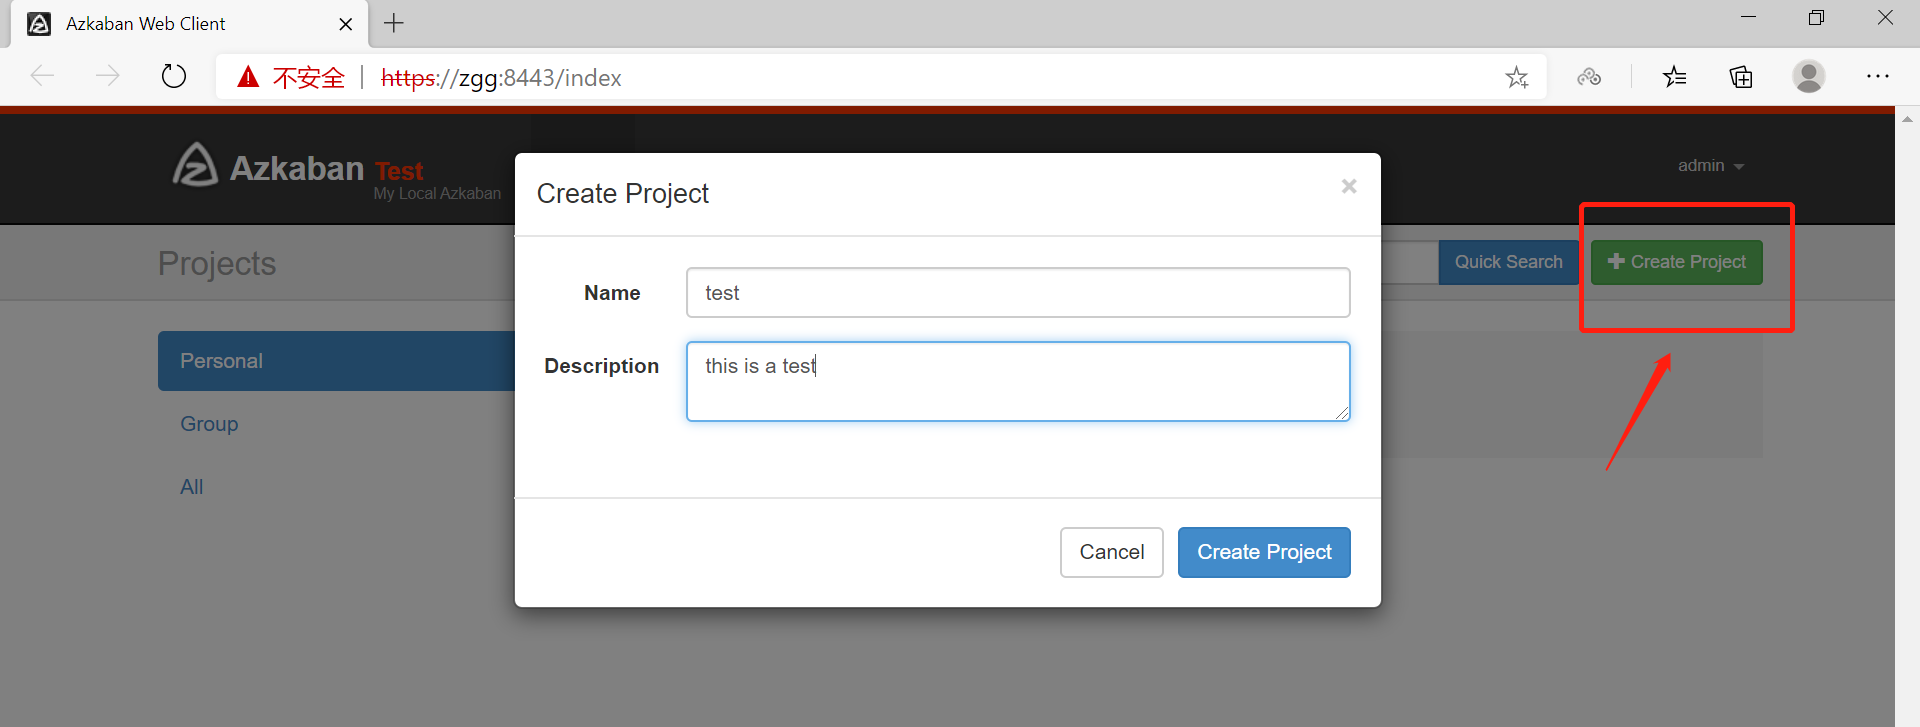 Azkaban Web Client
不安全 | https://zgg:8443/index
Azkaban Test
My Local Azkaban
admin
Create Project
×
Projects
Quick Search
Create Project
Name
test
Personal
Description
this is a test
Group
All
Cancel
Create Project